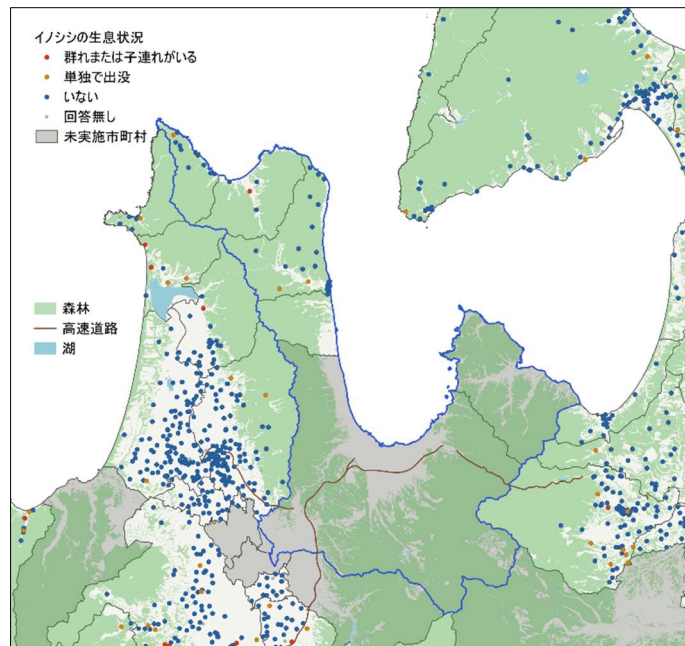 イノシシの生息状況
群れまたは子連れがいる
単独で出没
いない
回答無し
未実施市町村
森林
高速道路
湖